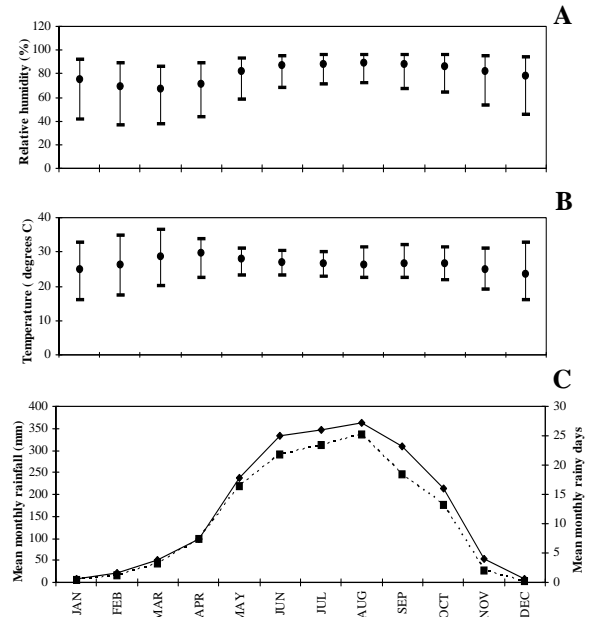 A
Relative humidity (%)
120
100
80
60
40
20
0
B
Temperature ( degrees C)
40
30
20
10
0
C
Mean monthly rainfall (mm)
400
350
300
250
200
150
100
50
0
30
25
20
15
10
5
0
Mean monthly rainy days
JAN
FEB
MAR
APR
MAY
JUN
JUL
AUG
SEP
OCT
NOV
DEC